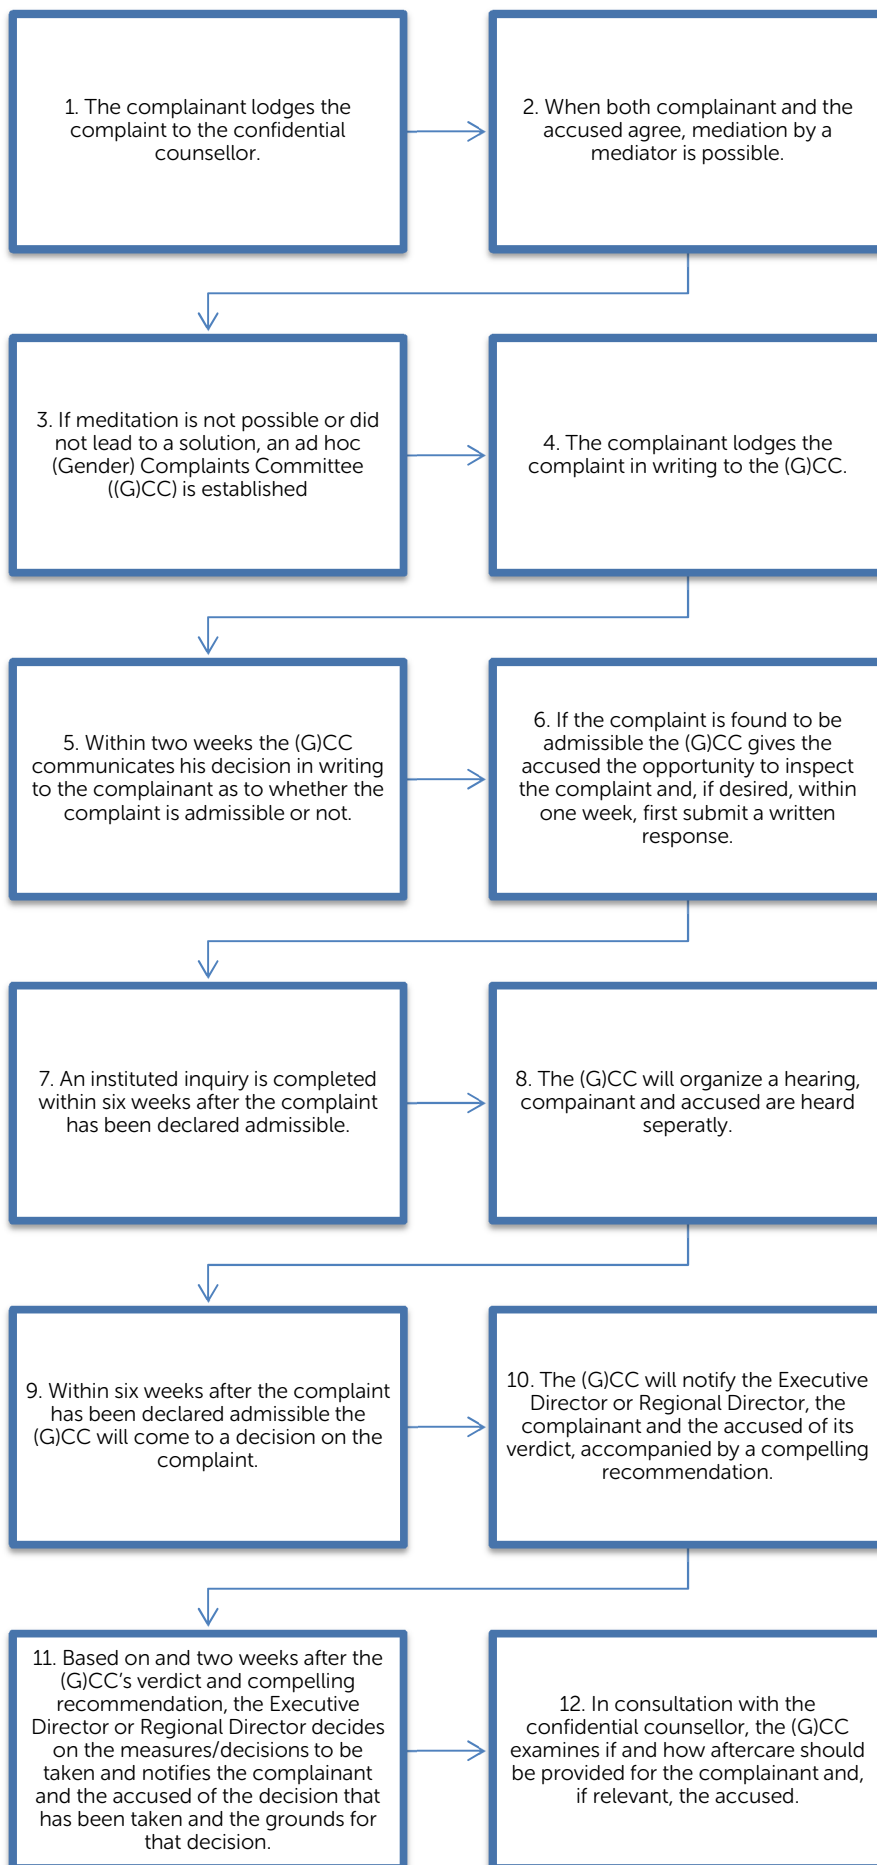 1. The complainant lodges the
complaint to the confidential
counsellor.
2. When both complainant and the
accused agree, mediation by a
mediator is possible.
3. If meditation is not possible or did
not lead to a solution, an ad hoc
(Gender) Complaints Committee
((G)CC) is established
4. The complainant lodges the
complaint in writing to the (G)CC.
5. Within two weeks the (G)CC
communicates his decision in writing
to the complainant as to whether the
complaint is admissible or not.
6. If the complaint is found to be
admissible the (G)CC gives the
accused the opportunity to inspect
the complaint and, if desired, within
one week, first submit a written
response.
7. An instituted inquiry is completed
within six weeks after the complaint
has been declared admissible.
8. The (G)CC will organize a hearing,
compainant and accused are heard
seperatly.
9. Within six weeks after the complaint
has been declared admissible the
(G)CC will come to a decision on the
complaint.
10. The (G)CC will notify the Executive
Director or Regional Director, the
complainant and the accused of its
verdict, accompanied by a compelling
recommendation.
11. Based on and two weeks after the
(G)CC’s verdict and compelling
recommendation, the Executive
Director or Regional Director decides
on the measures/decisions to be
taken and notifies the complainant
and the accused of the decision that
has been taken and the grounds for
that decision.
12. In consultation with the
confidential counsellor, the (G)CC
examines if and how aftercare should
be provided for the complainant and,
if relevant, the accused.